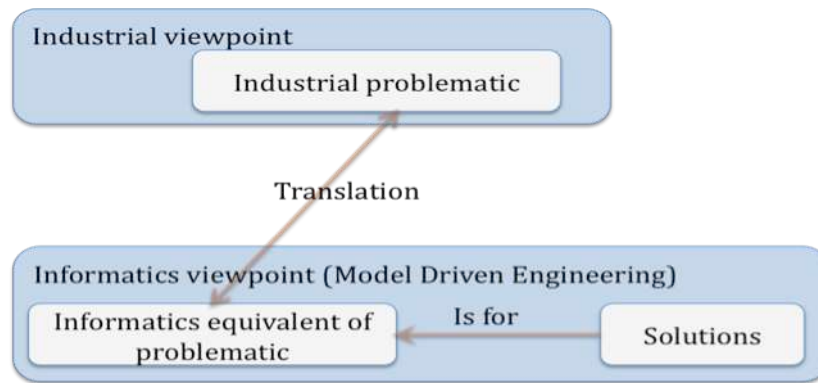 Industrial viewpoint
Industrial problematic
Translation
Informatics viewpoint (Model Driven Engineering)
Informatics equivalent of
problematic
Is for
Solutions